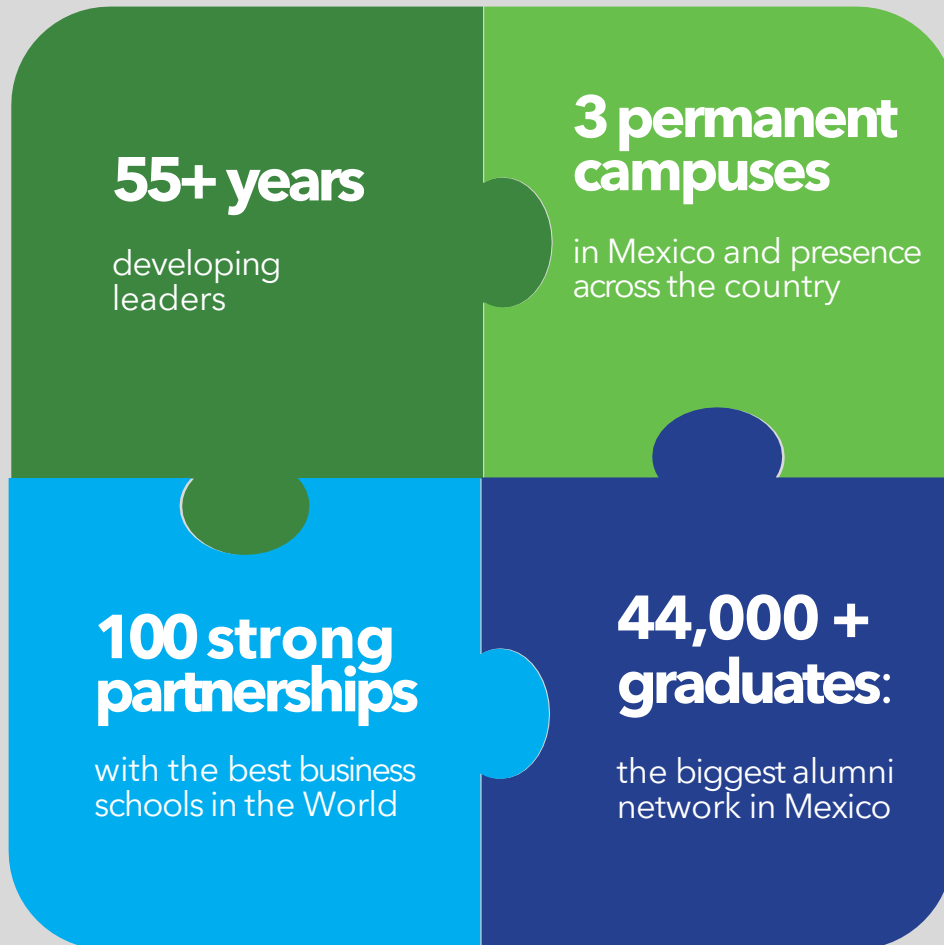 55+ years
developing
leaders
3 permanent
campuses
in Mexico and presence
across the country
100 strong
partnerships
with the best business
schools in the World
44,000 +
graduates:
the biggest alumni
network in Mexico